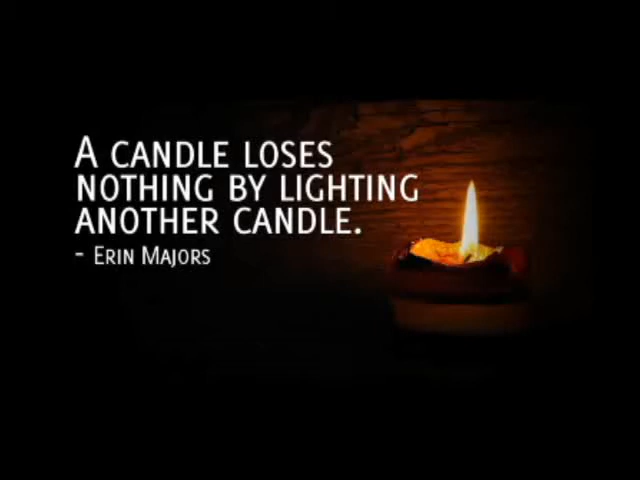 A CANDLE LOSES
NOTHING BY LIGHTING
ANOTHER CANDLE.
- ERIN MAJORS